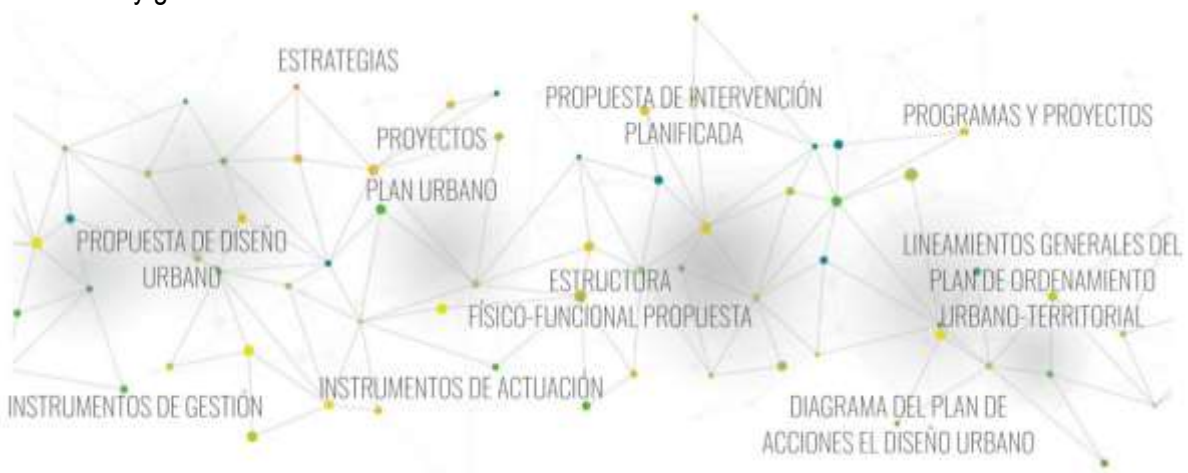 ESTRATEGIAS
PROYECTOS
PLAN URBANO
PROPUESTA DE DISEÑO
URBANO
INSTRUMENTOS DE GESTIÓN
INSTRUMENTOS DE ACTUACIÓN
PROPUESTA DE INTERVENCIÓN
PLANIFICADA
ESTRUCTURA
FÍSICO-FUNCIONAL PROPUESTA
PROGRAMAS Y PROYECTOS
LINEAMIENTOS GENERALES DEL
PLAN DE ORDENAMIENTO
URBANO-TERRITORIAL
DIAGRAMA DEL PLAN DE
ACCIONES EL DISEÑO URBANO